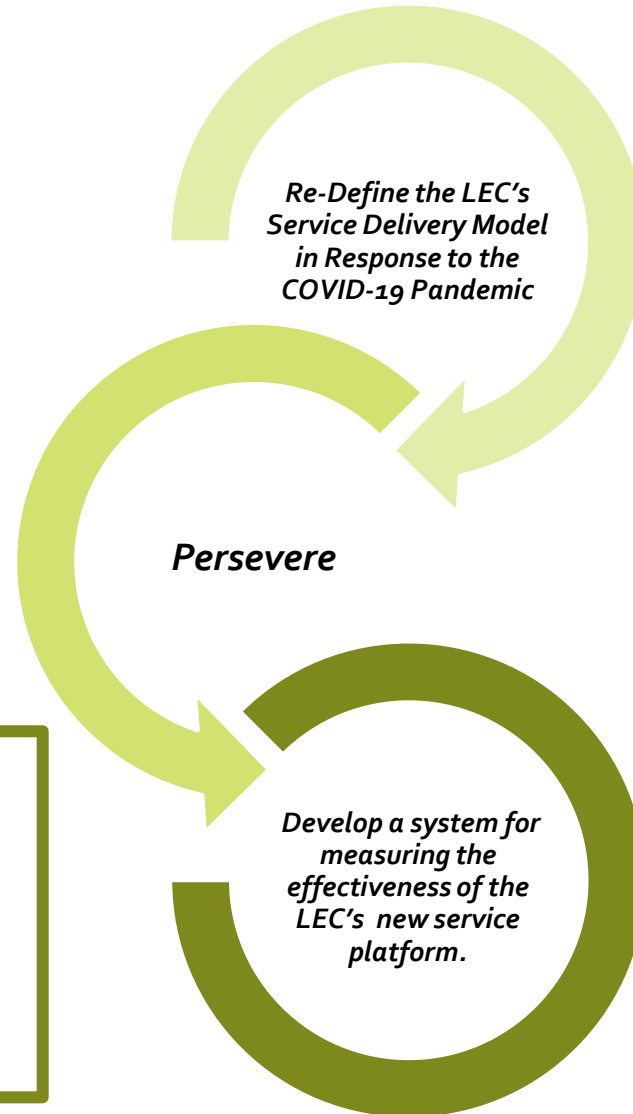 Re-Define the LEC's
Service Delivery Model
in Response to the
COVID-19 Pandemic
Persevere
Develop a system for
measuring the
effectiveness of the
LEC's  new service
platform.